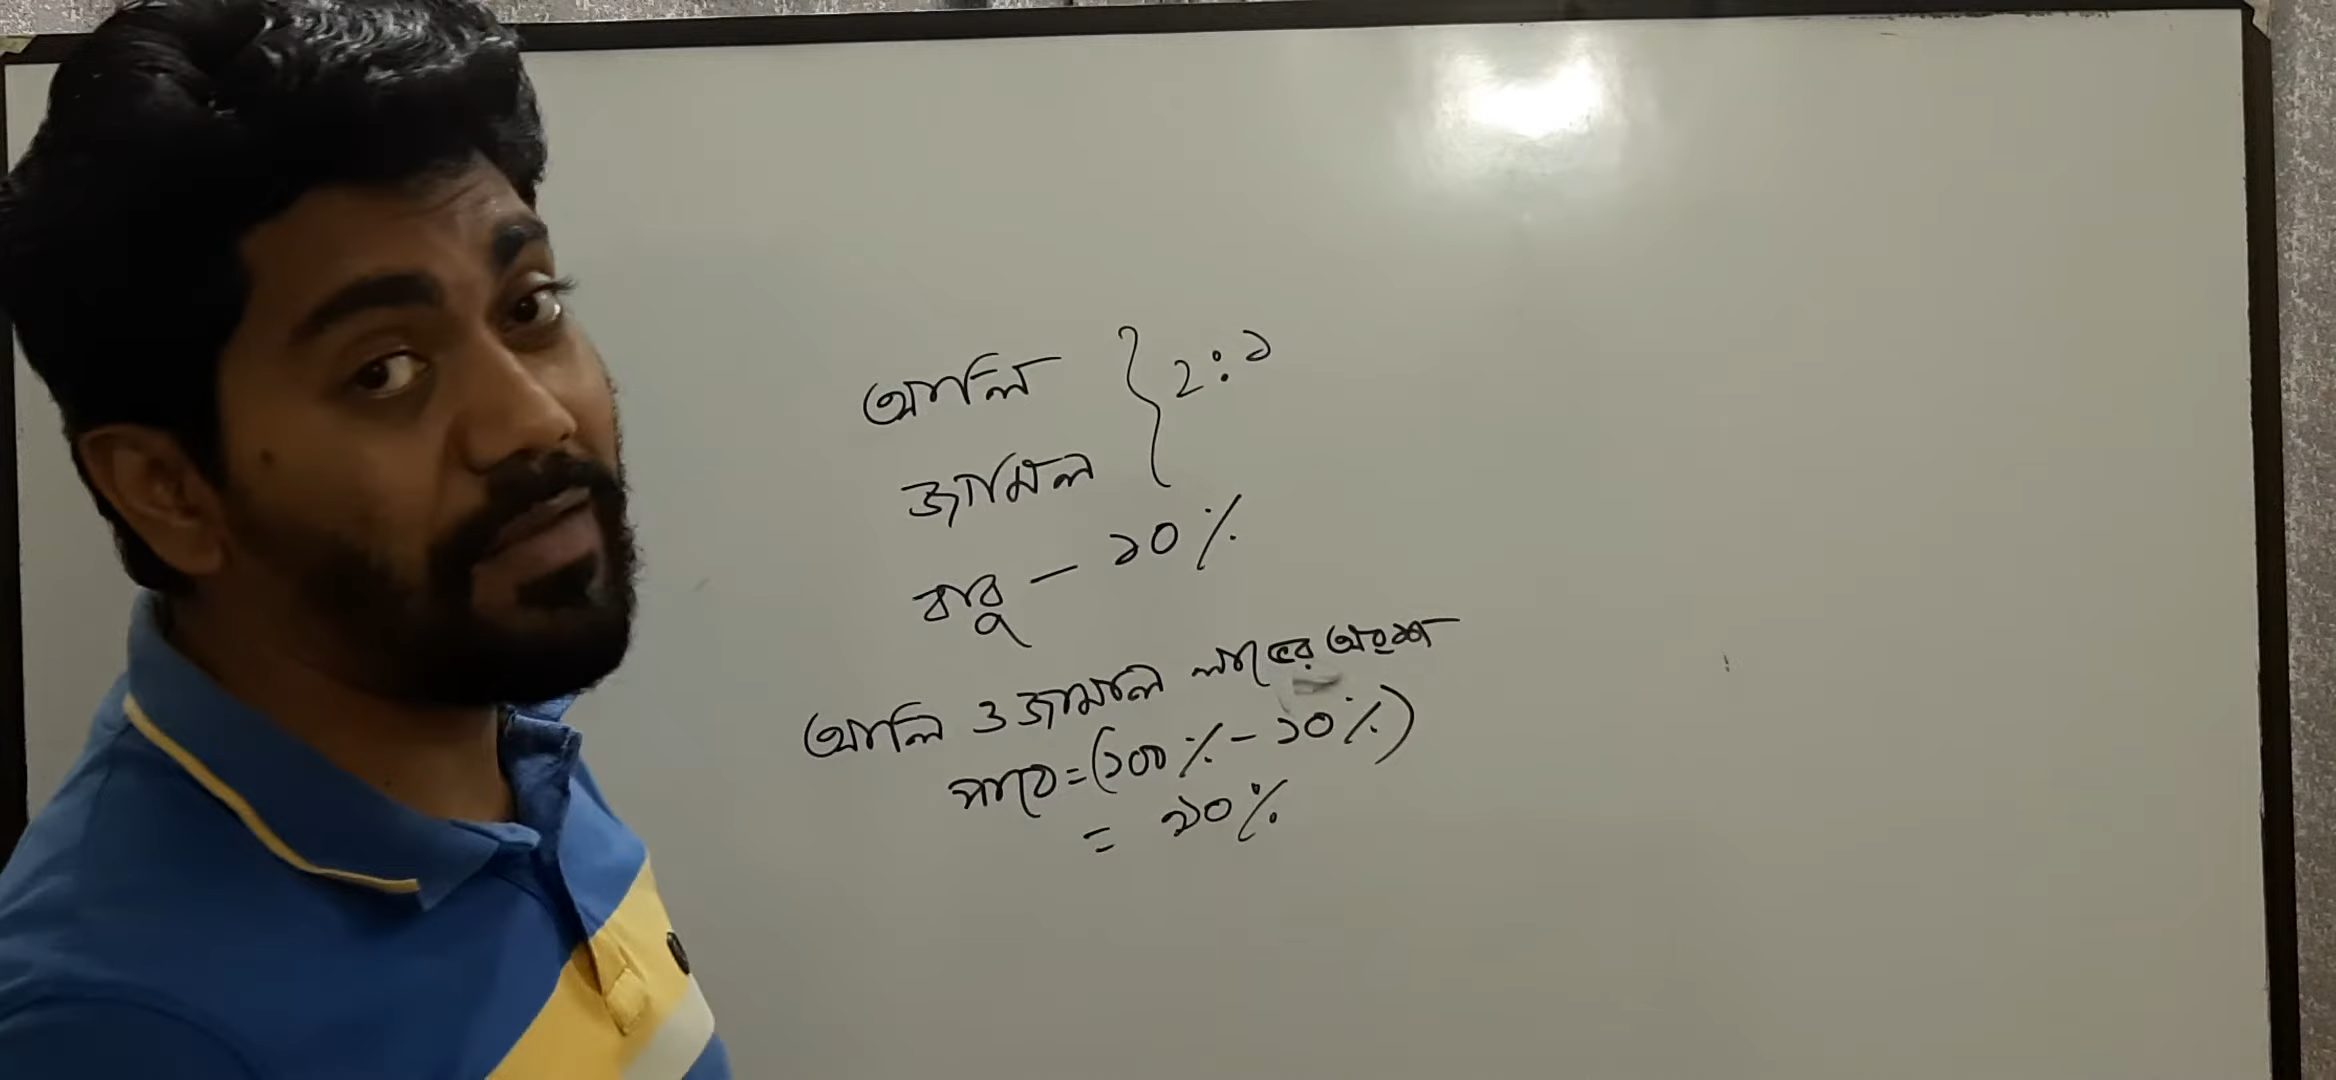 আলি } ২:১
জামিল
বাবু - ১০%
আলি ও জামালি লাভের অংশ
পাবে = (১০০% - ১০%)
= ৯০%